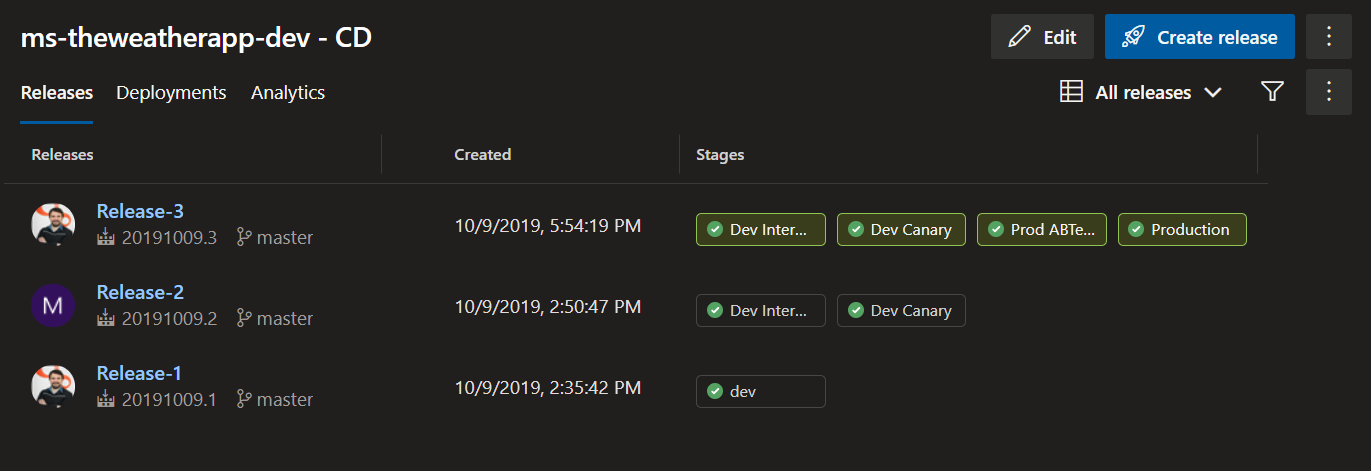 ms-theweatherapp-dev - CD
Edit
Create release
Releases Deployments Analytics
All releases
Releases Created Stages
Release-3
20191009.3 master
10/9/2019, 5:54:19 PM
Dev Inter... Dev Canary Prod ABTe... Production
M
Release-2
20191009.2 master
10/9/2019, 2:50:47 PM
Dev Inter... Dev Canary
Release-1
20191009.1 master
10/9/2019, 2:35:42 PM
dev